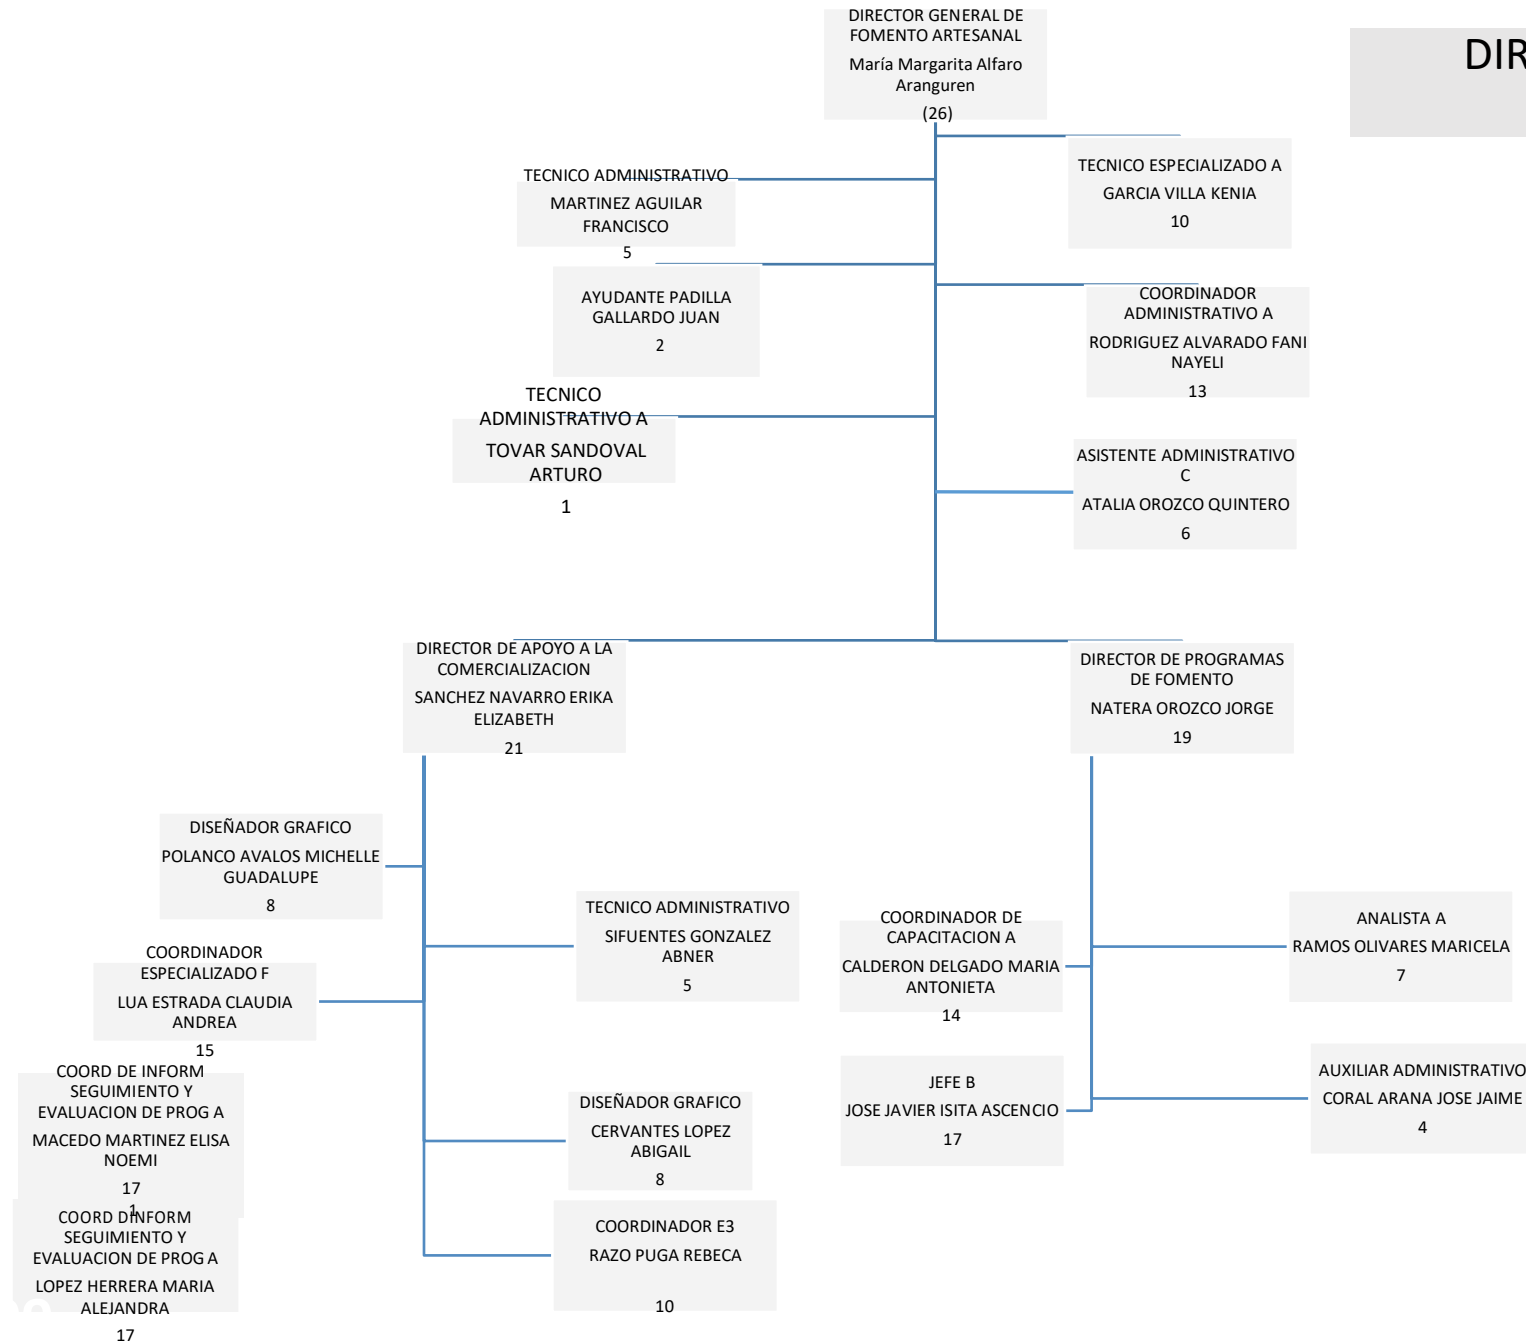 DIRECTOR GENERAL DE
FOMENTO ARTESANAL
María Margarita Alfaro
Aranguren
(26)
DIR
TECNICO ADMINISTRATIVO
MARTINEZ AGUILAR
FRANCISCO
5
TECNICO ESPECIALIZADO A
GARCIA VILLA KENIA
10
AYUDANTE PADILLA
GALLARDO JUAN
2
COORDINADOR
ADMINISTRATIVO A
RODRIGUEZ ALVARADO FANI
NAYELI
13
TECNICO
ADMINISTRATIVO A
TOVAR SANDOVAL
ARTURO
1
ASISTENTE ADMINISTRATIVO
C
ATALIA OROZCO QUINTERO
6
DIRECTOR DE APOYO A LA
COMERCIALIZACION
SANCHEZ NAVARRO ERIKA
ELIZABETH
21
DIRECTOR DE PROGRAMAS
DE FOMENTO
NATERA OROZCO JORGE
19
DISEÑADOR GRAFICO
POLANCO AVALOS MICHELLE
GUADALUPE
8
TECNICO ADMINISTRATIVO
SIFUENTES GONZALEZ
ABNER
5
COORDINADOR DE
CAPACITACION A
CALDERON DELGADO MARIA
ANTONIETA
14
ANALISTA A
RAMOS OLIVARES MARICELA
7
COORDINADOR
ESPECIALIZADO F
LUA ESTRADA CLAUDIA
ANDREA
15
COORD DE INFORM
SEGUIMIENTO Y
EVALUACION DE PROG A
MACEDO MARTINEZ ELISA
NOEMI
17
1
DISEÑADOR GRAFICO
CERVANTES LOPEZ
ABIGAIL
8
JEFE B
JOSE JAVIER ISITA ASCENCIO
17
AUXILIAR ADMINISTRATIVO
CORAL ARANA JOSE JAIME
4
COORD DINFORM
SEGUIMIENTO Y
EVALUACION DE PROG A
LOPEZ HERRERA MARIA
ALEJANDRA
17
COORDINADOR E3
RAZO PUGA REBECA
10